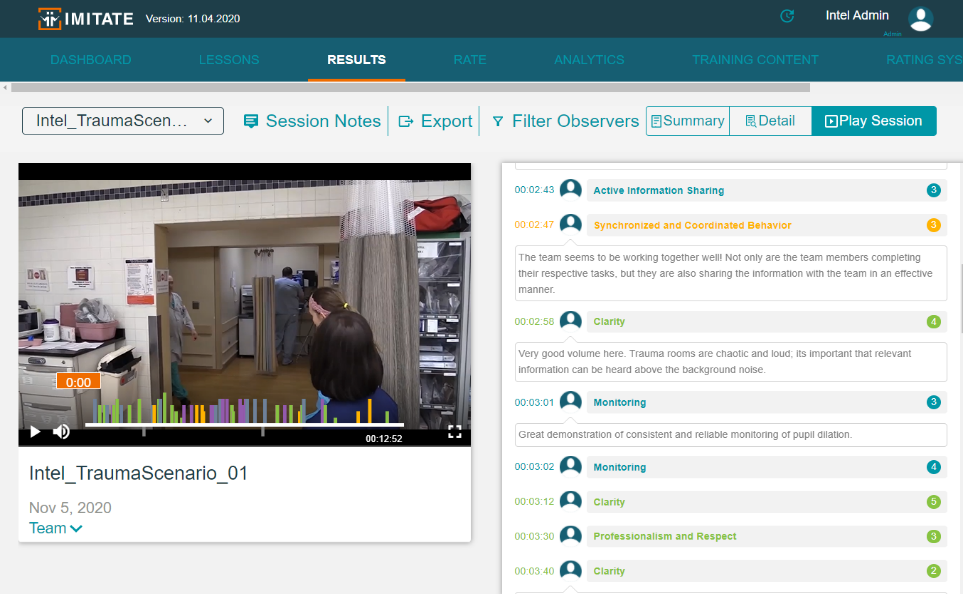 IMITATE Version: 11.04.2020
Intel Admin
Admin
DASHBOARD LESSONS RESULTS RATE ANALYTICS TRAINING CONTENT RATING SYS
Intel_TraumaScen... Session Notes Export Filter Observers Summary Detail Play Session
0:00
00:12:52
Intel_TraumaScenario_01
Nov 5, 2020
Team
00:02:43 Active Information Sharing 3
00:02:47 Synchronized and Coordinated Behavior 3
The team seems to be working together well! Not only are the team members completing
their respective tasks, but they are also sharing the information with the team in an effective
manner.
00:02:58 Clarity 4
Very good volume here. Trauma rooms are chaotic and loud; its important that relevant
information can be heard above the background noise.
00:03:01 Monitoring 3
Great demonstration of consistent and reliable monitoring of pupil dilation.
00:03:02 Monitoring 4
00:03:12 Clarity 5
00:03:30 Professionalism and Respect 3
00:03:40 Clarity 2